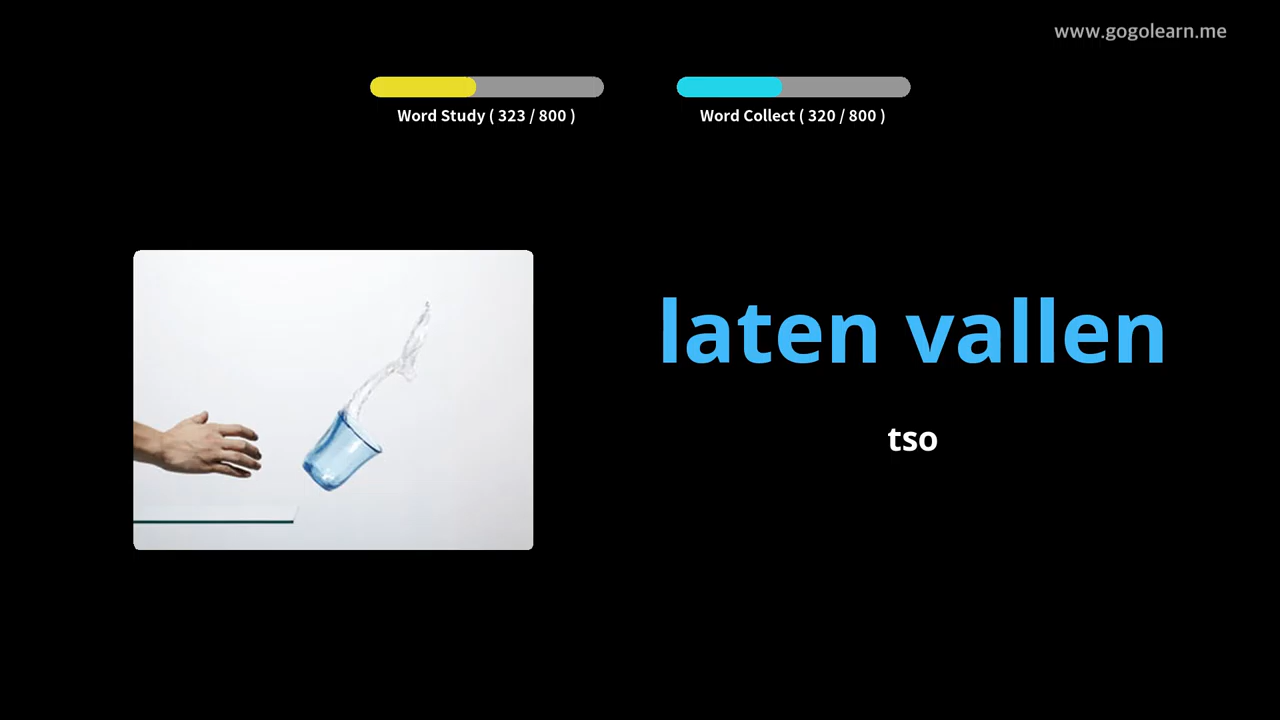 www.gogolearn.me
Word Study ( 323 / 800 )
Word Collect ( 320 / 800 )
laten vallen
tso